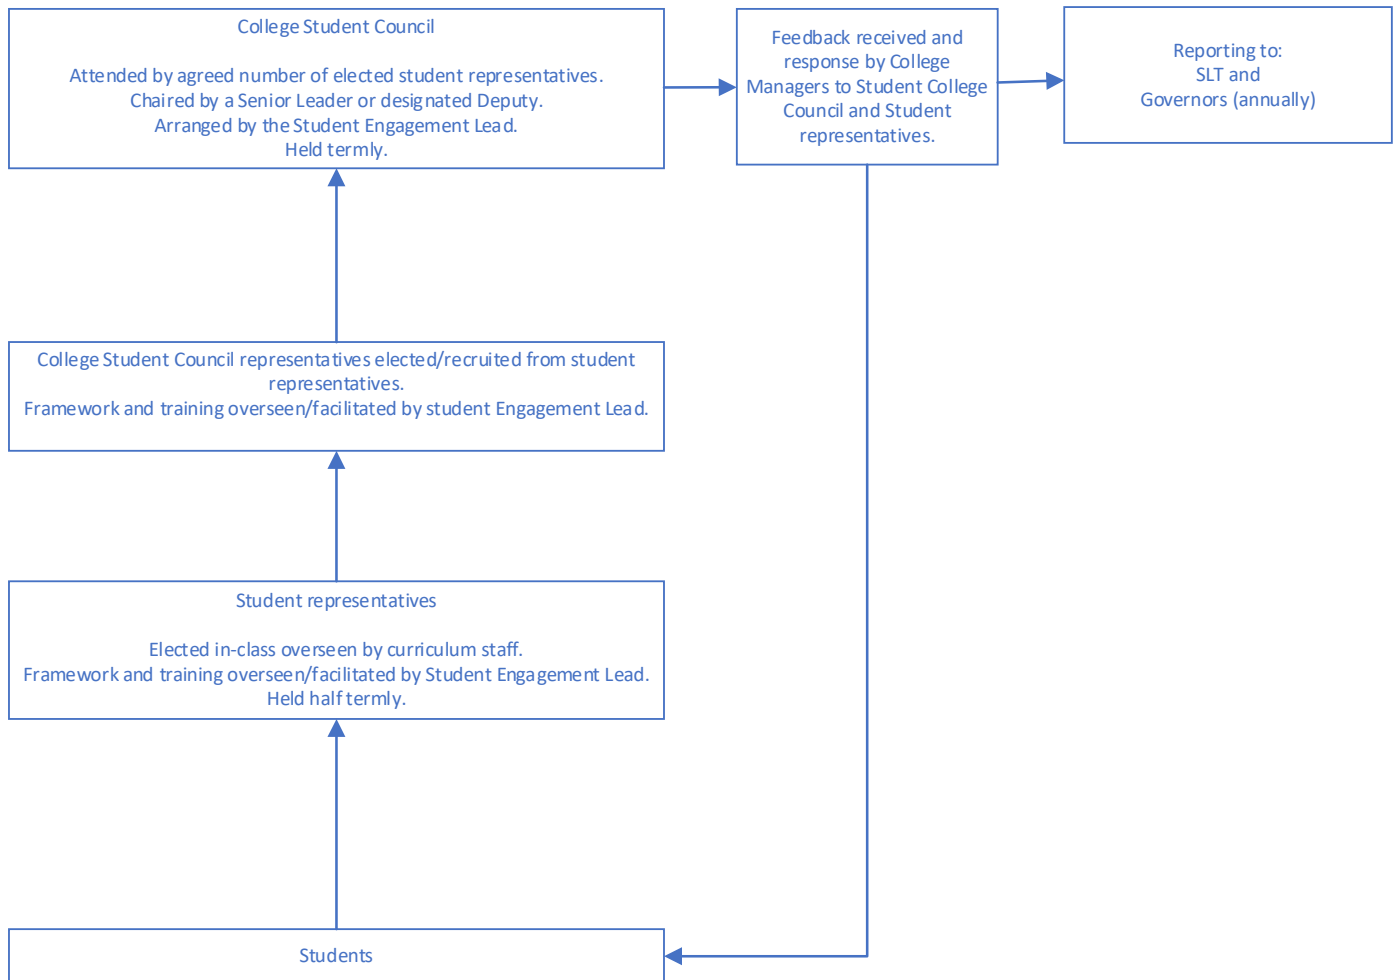 College Student Council
Attended by agreed number of elected student representatives.
Chaired by a Senior Leader or designated Deputy.
Arranged by the Student Engagement Lead.
Held termly.
Feedback received and
response by College
Managers to Student College
Council and Student
representatives.
Reporting to:
SLT and
Governors (annually)
College Student Council representatives elected/recruited from student
representatives.
Framework and training overseen/facilitated by student Engagement Lead.
Student representatives
Elected in-class overseen by curriculum staff.
Framework and training overseen/facilitated by Student Engagement Lead.
Held half termly.
Students